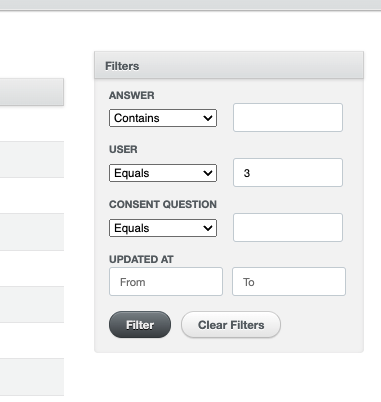 Filters
ANSWER
Contains
USER
Equals 3
CONSENT QUESTION
Equals
UPDATED AT
From To
Filter Clear Filters